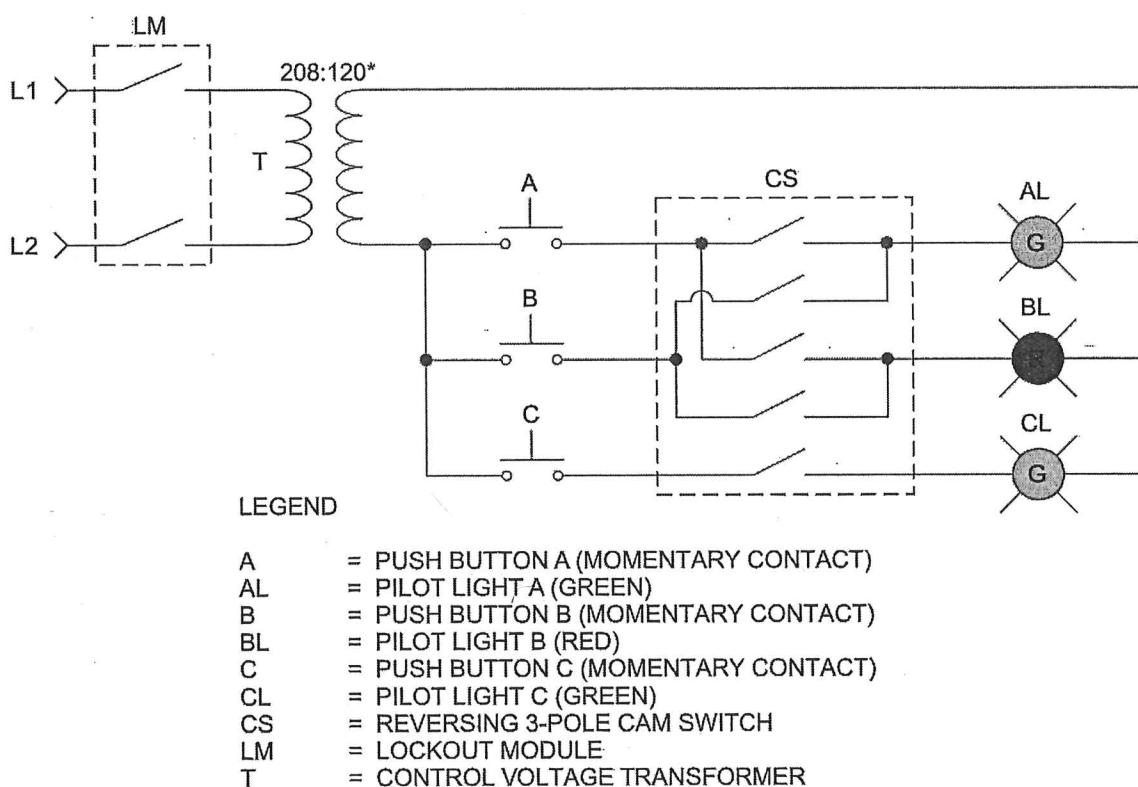 LM
L1
208:120*
T
L2
A
CS
AL
G
B
BL
R
C
CL
G
LEGEND
A = PUSH BUTTON A (MOMENTARY CONTACT)
AL = PILOT LIGHT A (GREEN)
B = PUSH BUTTON B (MOMENTARY CONTACT)
BL = PILOT LIGHT B (RED)
C = PUSH BUTTON C (MOMENTARY CONTACT)
CL = PILOT LIGHT C (GREEN)
CS = REVERSING 3-POLE CAM SWITCH
LM = LOCKOUT MODULE
T = CONTROL VOLTAGE TRANSFORMER